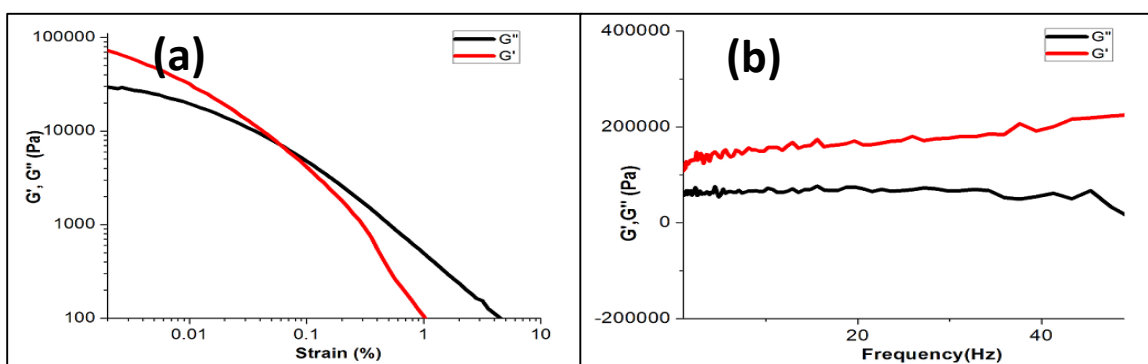 (a)
G''
G'
100000
10000
1000
100
G', G'' (Pa)
0.01
0.1
1
10
Strain (%)
(b)
G''
G'
400000
200000
0
-200000
G',G'' (Pa)
20
40
Frequency(Hz)